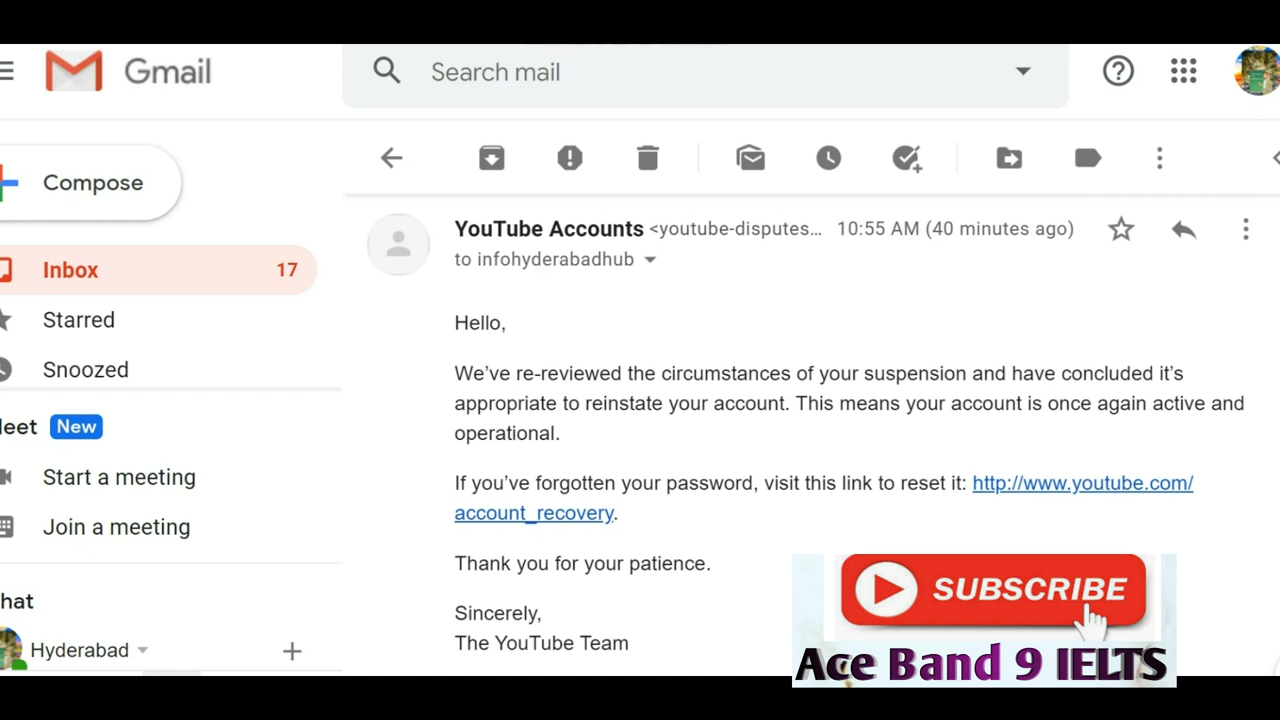 Gmail
Search mail
Compose
Inbox 17
Starred
Snoozed
eet New
Start a meeting
Join a meeting
hat
Hyderabad
YouTube Accounts <youtube-disputes... 10:55 AM (40 minutes ago)
to infohyderabadhub
Hello,
We’ve re-reviewed the circumstances of your suspension and have concluded it’s
appropriate to reinstate your account. This means your account is once again active and
operational.
If you’ve forgotten your password, visit this link to reset it: http://www.youtube.com/
account_recovery.
Thank you for your patience.
Sincerely,
The YouTube Team
SUBSCRIBE
Ace Band 9 IELTS